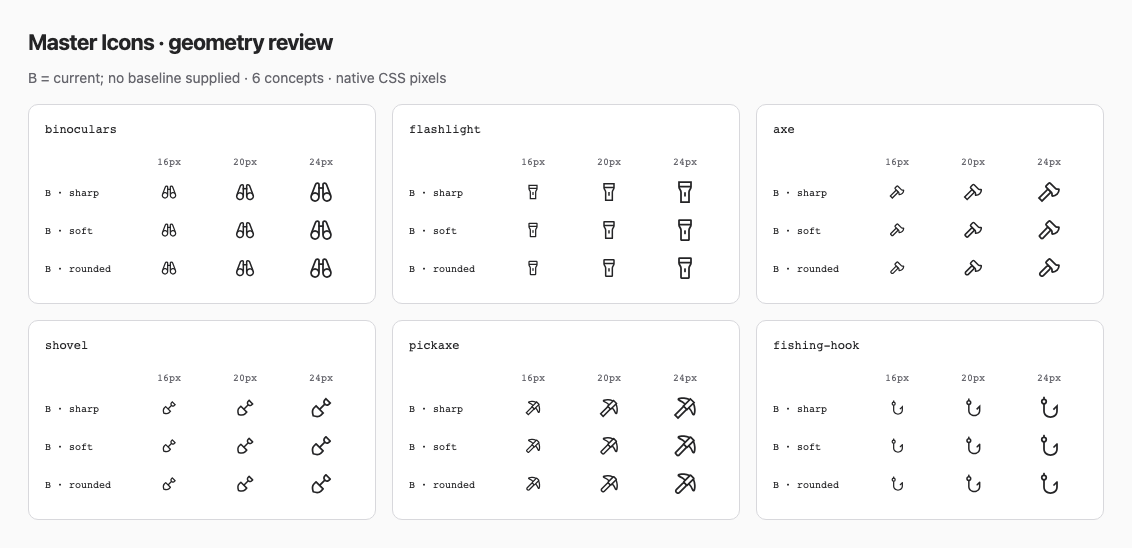 Master Icons · geometry review
B = current; no baseline supplied · 6 concepts · native CSS pixels
binoculars
16px 20px 24px
B · sharp
B · soft
B · rounded
flashlight
16px 20px 24px
B · sharp
B · soft
B · rounded
axe
16px 20px 24px
B · sharp
B · soft
B · rounded
shovel
16px 20px 24px
B · sharp
B · soft
B · rounded
pickaxe
16px 20px 24px
B · sharp
B · soft
B · rounded
fishing-hook
16px 20px 24px
B · sharp
B · soft
B · rounded